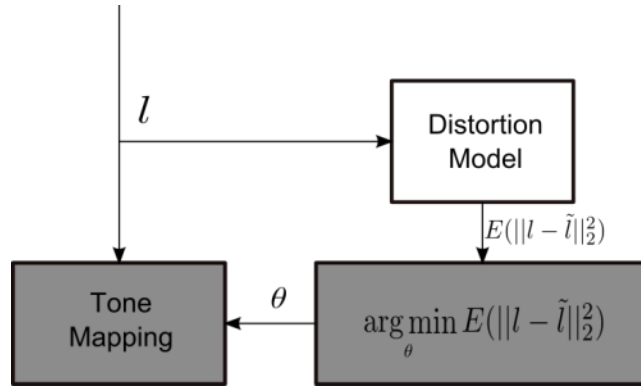 l
Distortion
Model
E(||l - l̃||₂²)
Tone
Mapping
θ
arg min E(||l - l̃||₂²)
θ